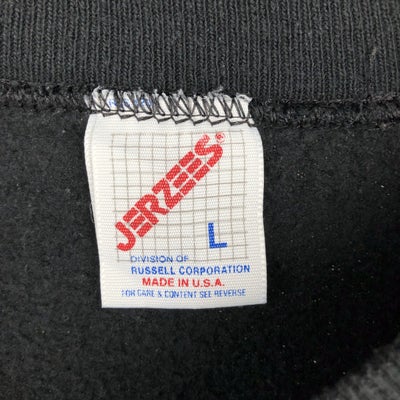 JERZEES
L
DIVISION OF
RUSSELL CORPORATION
MADE IN U.S.A.
FOR CARE & CONTENT SEE REVERSE